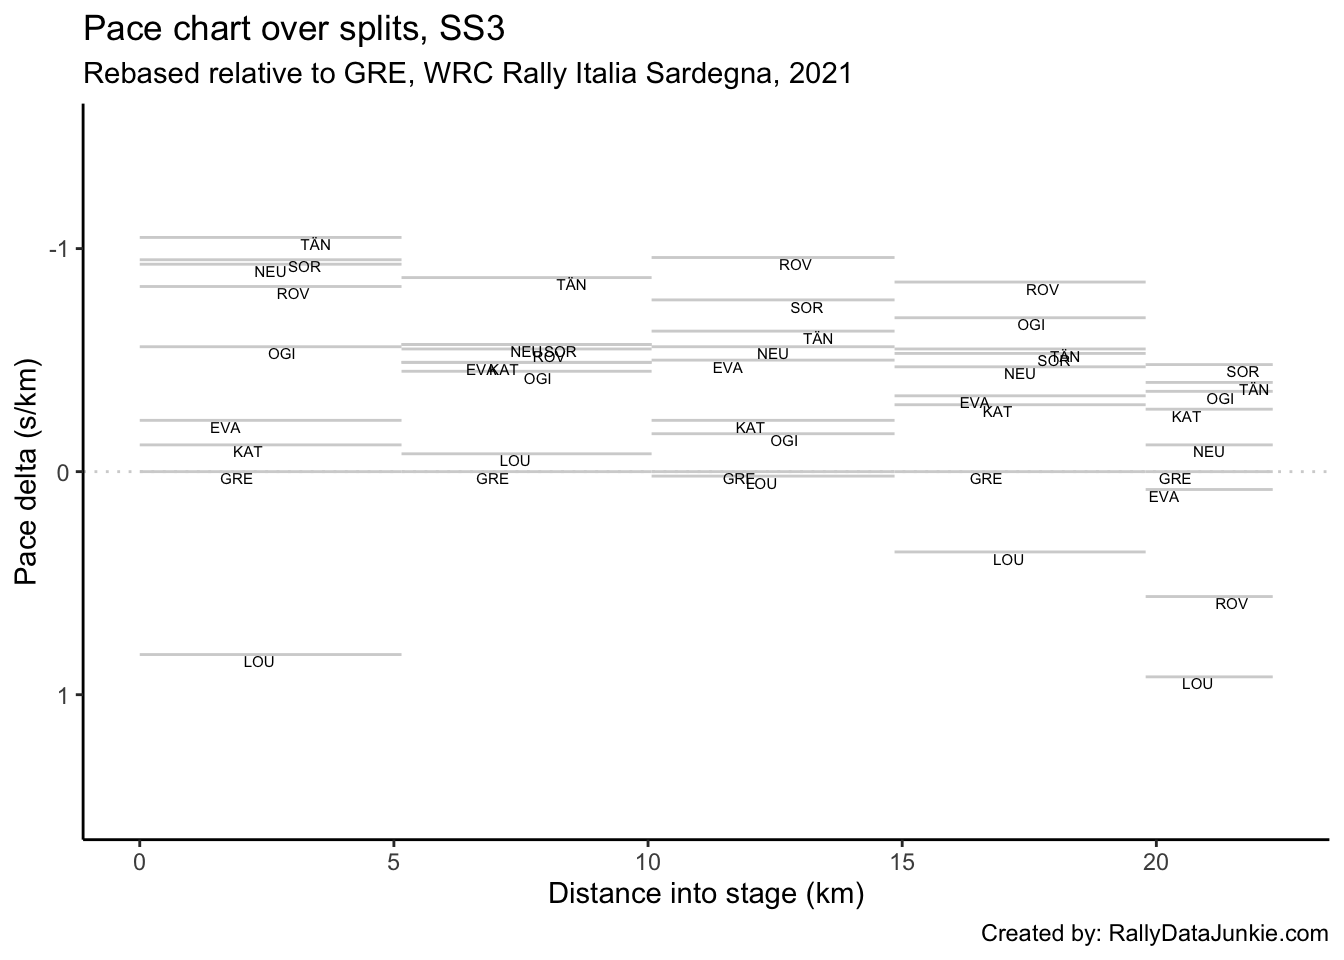 Pace chart over splits, SS3
Rebased relative to GRE, WRC Rally Italia Sardegna, 2021
Pace delta (s/km)
-1
0
1
TÄN
SOR
NEU
ROV
OGI
EVA
KAT
GRE
LOU
TÄN
NEU SOR
ROV
EVA KAT
OGI
LOU
GRE
ROV
SOR
TÄN
NEU
EVA
KAT
OGI
GRE
LOU
ROV
OGI
TÄN
SOR
NEU
EVA
KAT
GRE
LOU
SOR
TÄN
OGI
KAT
NEU
GRE
EVA
ROV
LOU
0 5 10 15 20
Distance into stage (km)
Created by: RallyDataJunkie.com